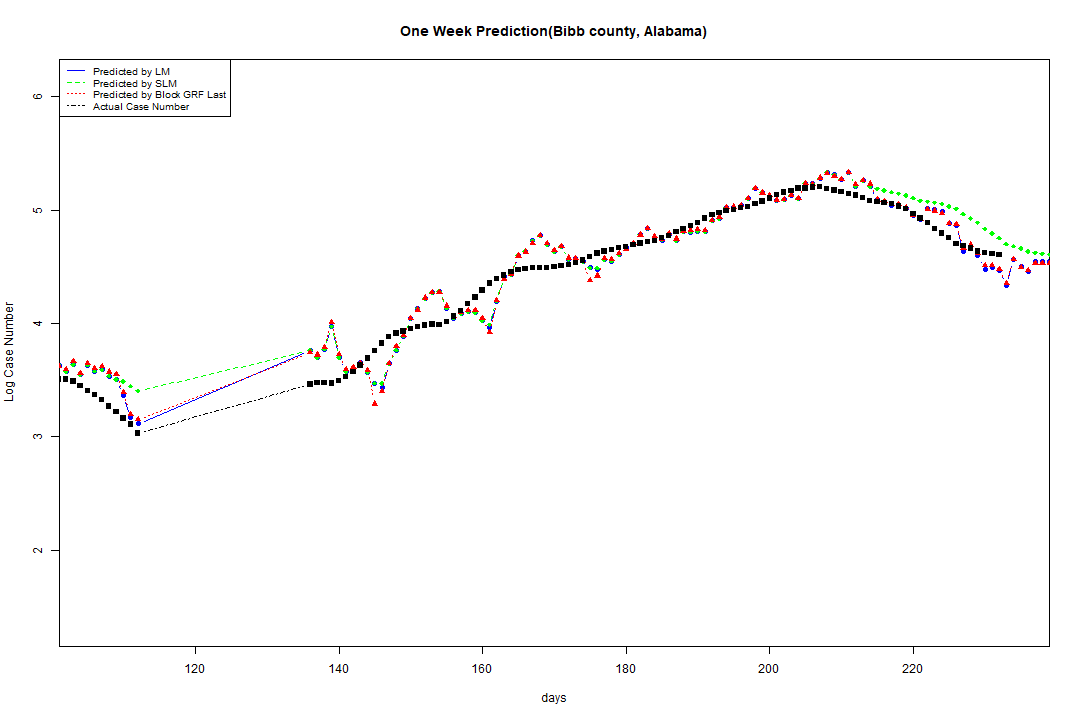 One Week Prediction(Bibb county, Alabama)
Predicted by LM
Predicted by SLM
Predicted by Block GRF Last
Actual Case Number
6
5
4
3
2
Log Case Number
120 140 160 180 200 220
days